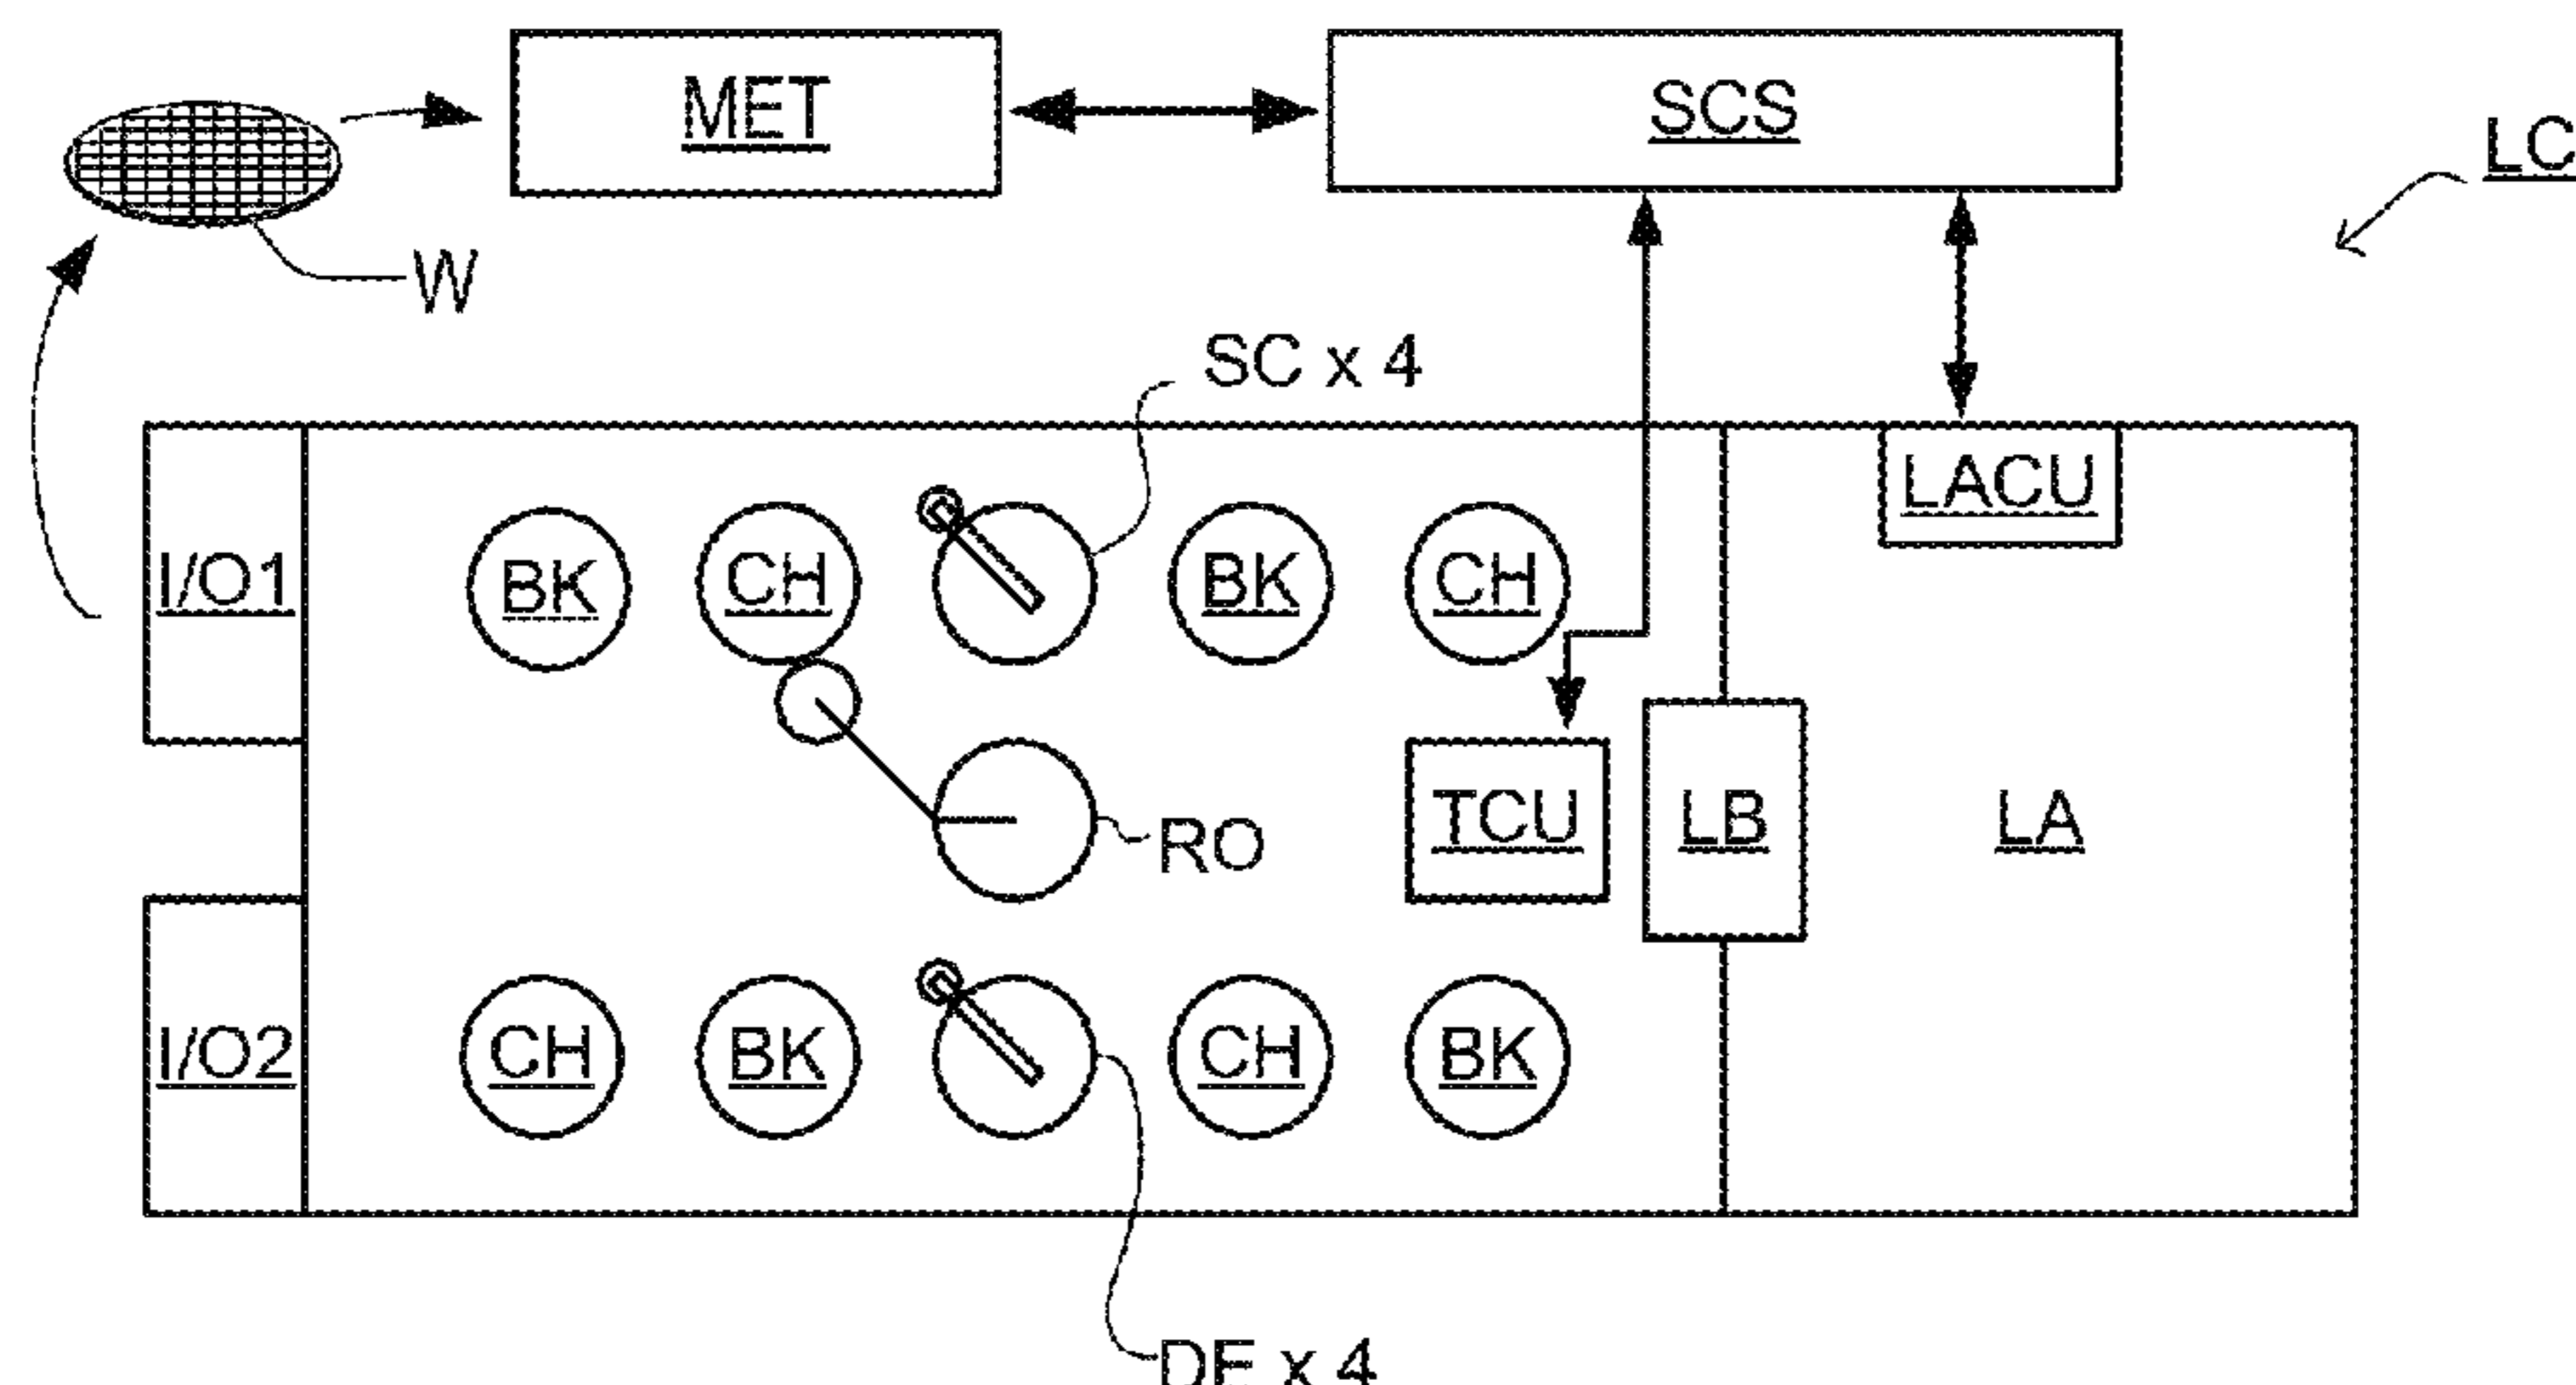 MET
SCS
LC
W
SC x 4
LACU
I/O1
BK
CH
BK
CH
TCU
LB
LA
RO
I/O2
CH
BK
CH
BK
DE x 4